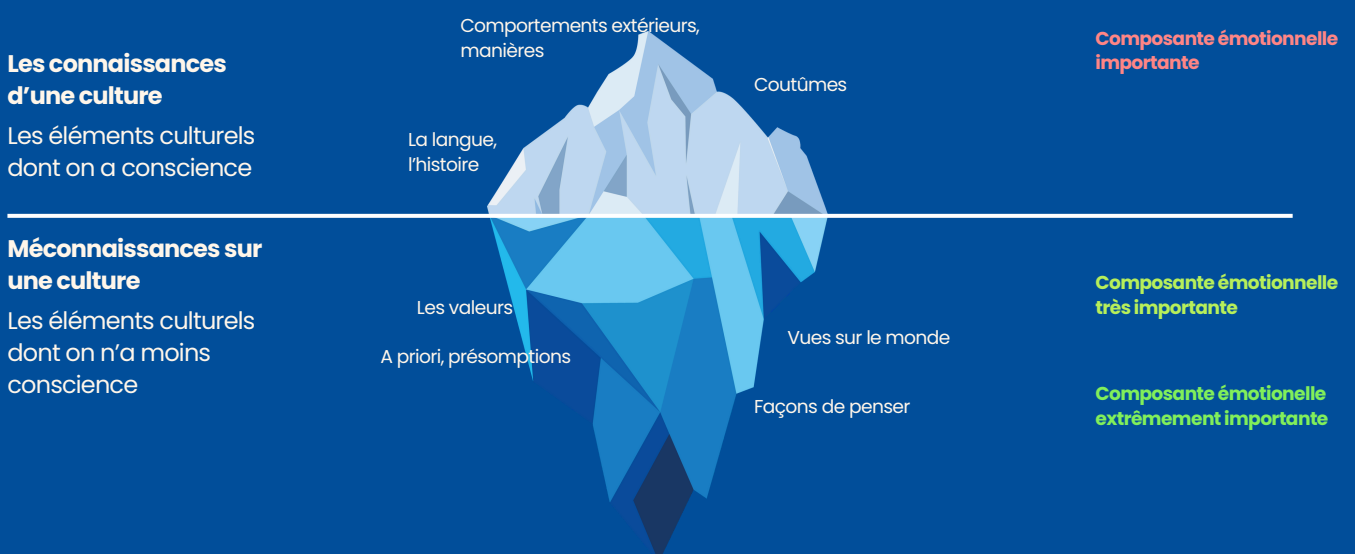 Les connaissances
d'une culture
Les éléments culturels
dont on a conscience
Comportements extérieurs,
manières
Coutûmes
La langue,
l'histoire
Composante émotionnelle
importante
Méconnaissances sur
une culture
Les éléments culturels
dont on n'a moins
conscience
Les valeurs
A priori, présomptions
Vues sur le monde
Façons de penser
Composante émotionnelle
très importante
Composante émotionelle
extrêmement importante